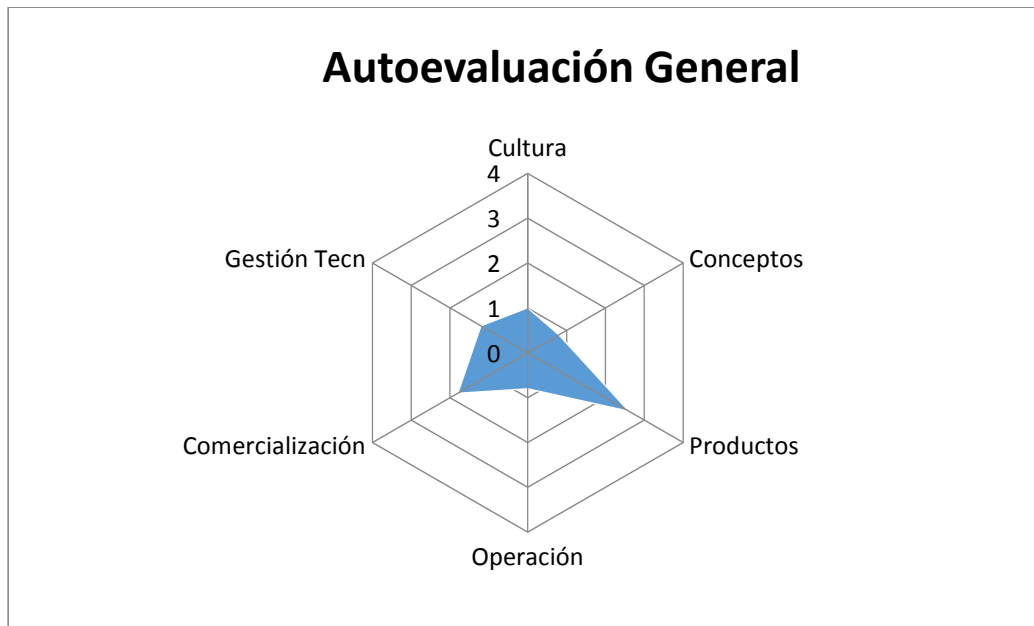 Autoevaluación General
Cultura
4
3
2
1
0
Gestión Tecn
Conceptos
Comercialización
Productos
Operación